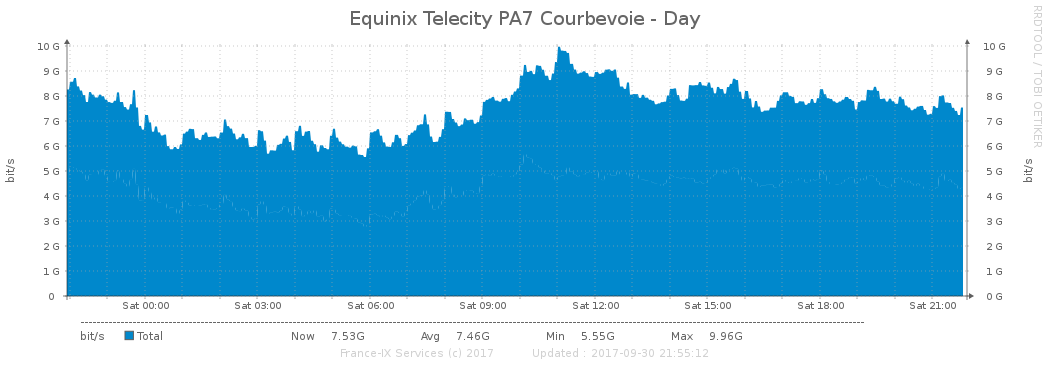 Equinix Telecity PA7 Courbevoie - Day
RRDTOOL / TOBI OETIKER
bit/s
bit/s
10 G 10 G
9 G 9 G
8 G 8 G
7 G 7 G
6 G 6 G
5 G 5 G
4 G 4 G
3 G 3 G
2 G 2 G
1 G 1 G
0 0 G
Sat 00:00 Sat 03:00 Sat 06:00 Sat 09:00 Sat 12:00 Sat 15:00 Sat 18:00 Sat 21:00
bit/s Total Now 7.53G Avg 7.46G Min 5.55G Max 9.96G
France-IX Services (c) 2017 Updated : 2017-09-30 21:55:12